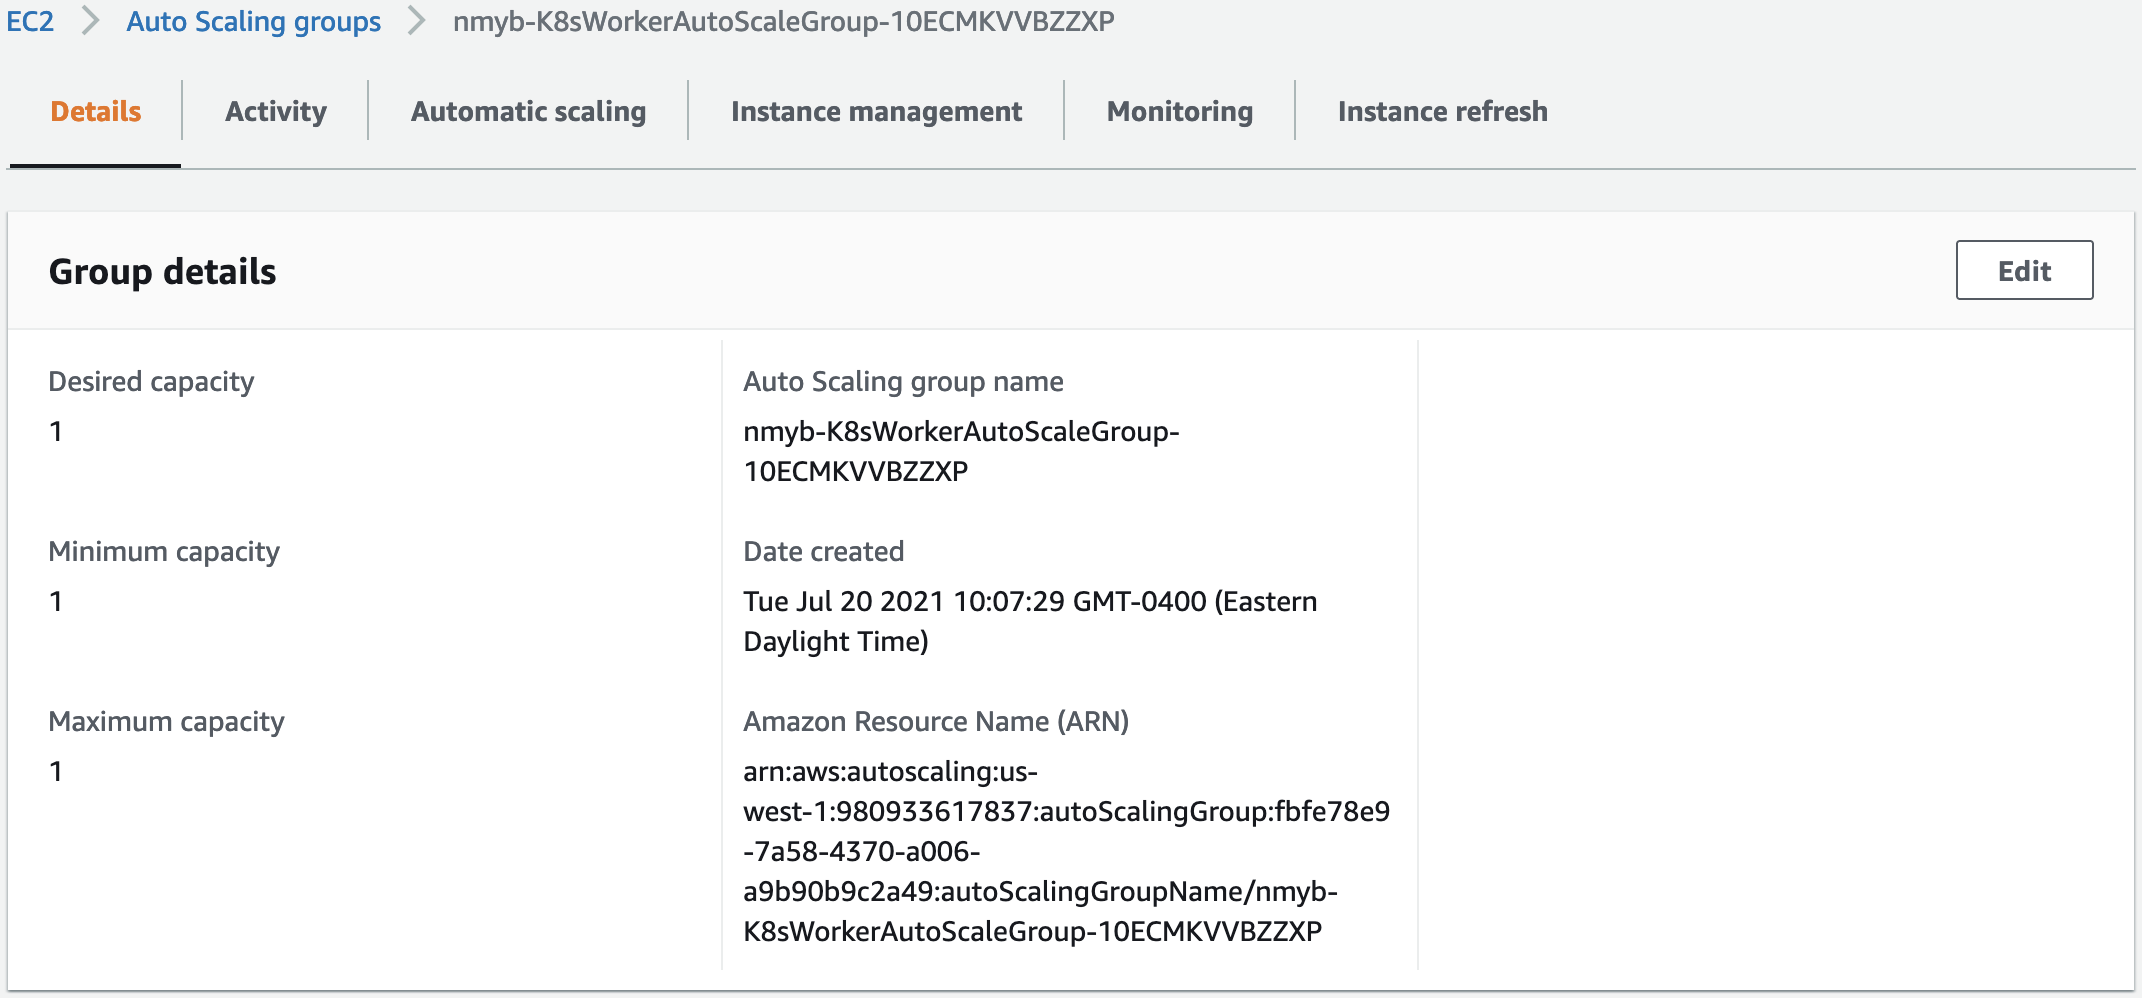 EC2 > Auto Scaling groups > nmyb-K8sWorkerAutoScaleGroup-10ECMKVVBZZXP
Details
Activity
Automatic scaling
Instance management
Monitoring
Instance refresh
Group details
Edit
Desired capacity
1
Minimum capacity
1
Maximum capacity
1
Auto Scaling group name
nmyb-K8sWorkerAutoScaleGroup-
10ECMKVVBZZXP
Date created
Tue Jul 20 2021 10:07:29 GMT-0400 (Eastern
Daylight Time)
Amazon Resource Name (ARN)
arn:aws:autoscaling:us-
west-1:980933617837:autoScalingGroup:fbfe78e9
-7a58-4370-a006-
a9b90b9c2a49:autoScalingGroupName/nmyb-
K8sWorkerAutoScaleGroup-10ECMKVVBZZXP